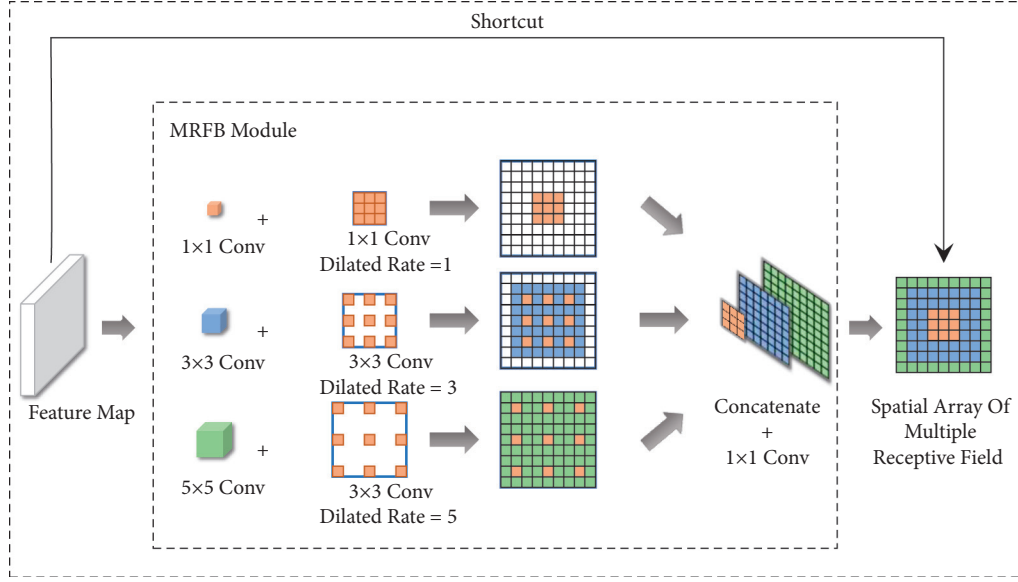 Shortcut
MRFB Module
1×1 Conv
+
1×1 Conv
Dilated Rate =1
3×3 Conv
+
3×3 Conv
Dilated Rate = 3
5×5 Conv
+
3×3 Conv
Dilated Rate = 5
Feature Map
Concatenate
+
1×1 Conv
Spatial Array Of
Multiple
Receptive Field